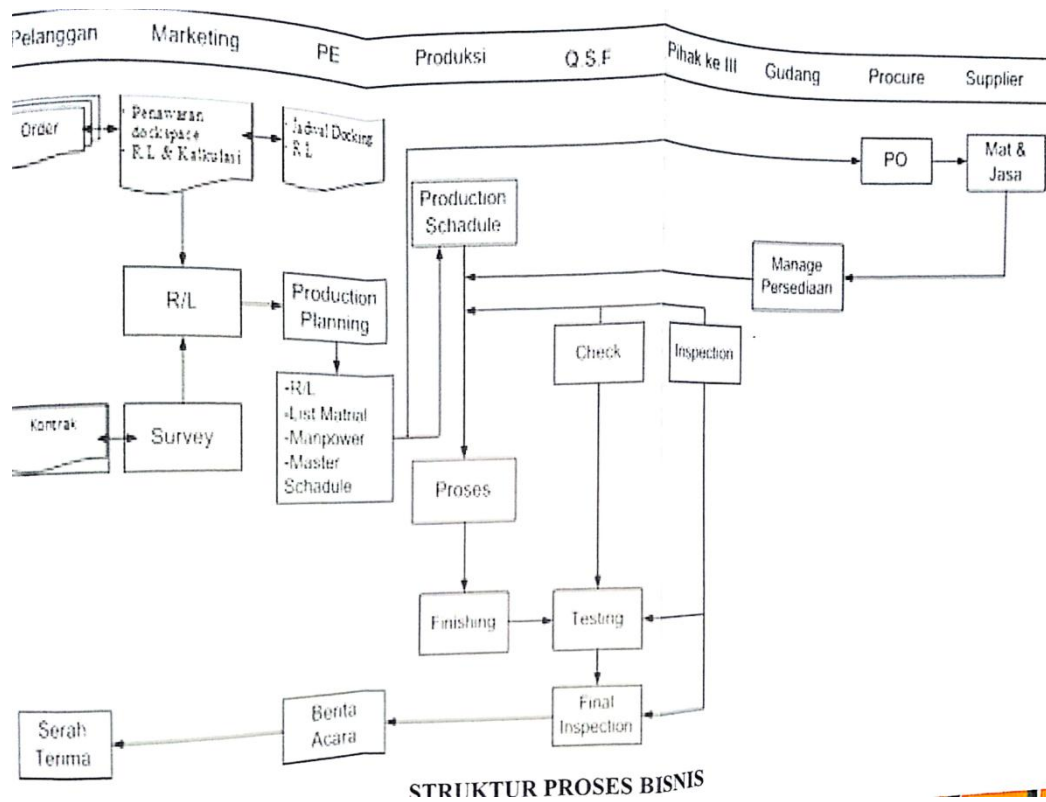 Pelanggan Marketing PE Produksi Q.S.F Pihak ke III Gudang Procure Supplier
Order
- Penawaran
dockspace
- R.L & Kalkulasi
- Jadwal Docking
- R.L
PO
Mat &
Jasa
Production
Schadule
Manage
Persediaan
R/L
Production
Planning
Check
Inspection
Kontrak
Survey
-R/L
-List Matrial
-Manpower
-Master
Schadule
Proses
Finishing
Testing
Final
Inspection
Berita
Acara
Serah
Terima
STRUKTUR PROSES BISNIS